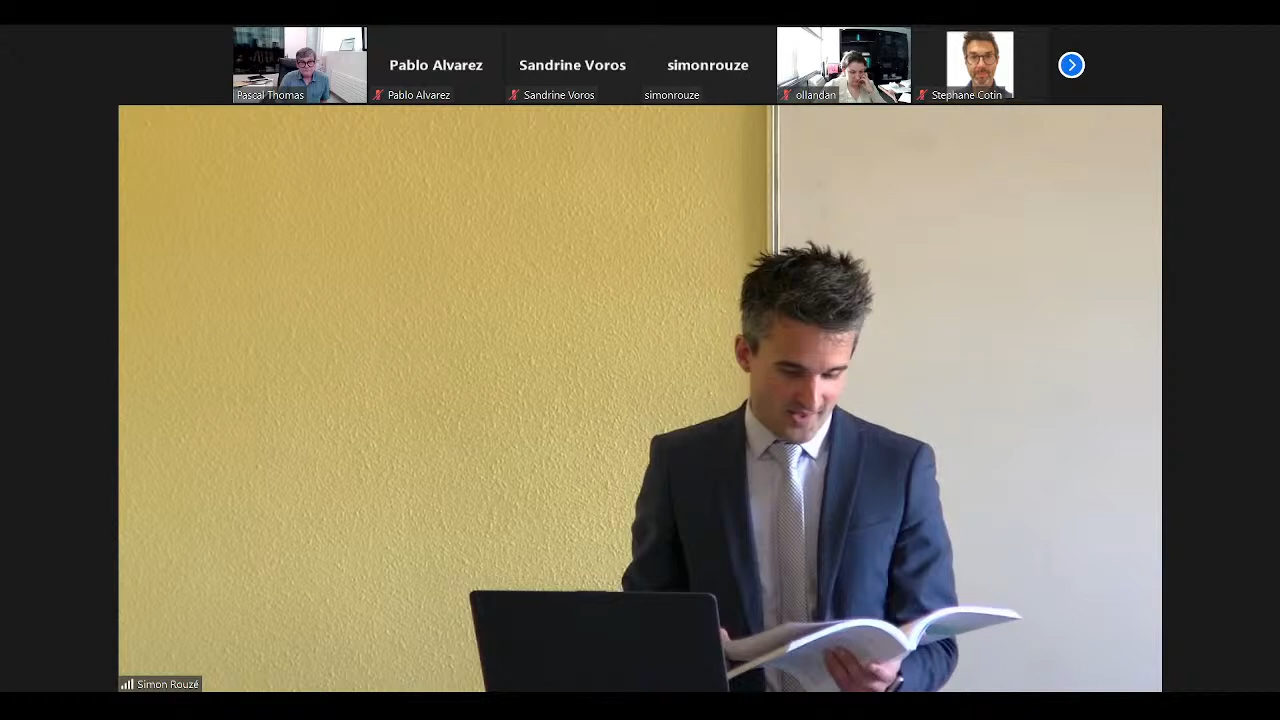 Pablo Alvarez
Sandrine Voros
simonrouze
Pascal Thomas
Pablo Alvarez
Sandrine Voros
simonrouze
ollandan
Stephane Cotin
Simon Rouzé